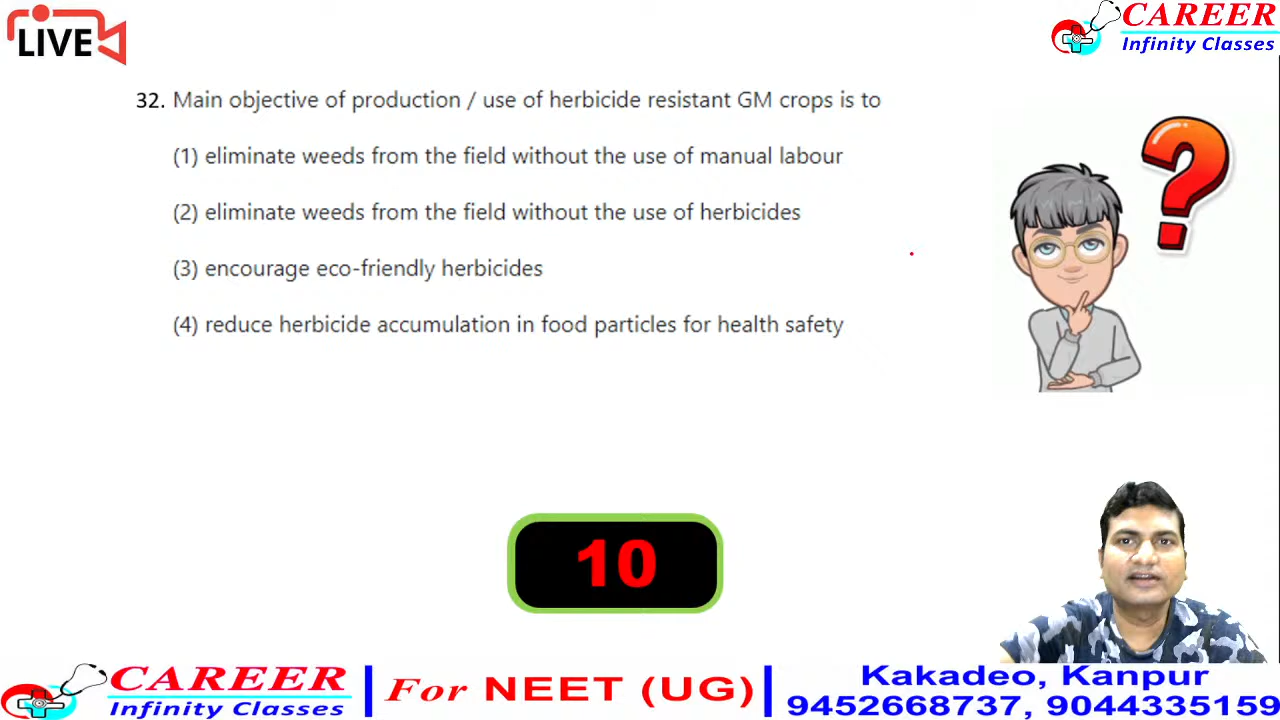 LIVE
CAREER
Infinity Classes
32. Main objective of production / use of herbicide resistant GM crops is to
(1) eliminate weeds from the field without the use of manual labour
(2) eliminate weeds from the field without the use of herbicides
(3) encourage eco-friendly herbicides
(4) reduce herbicide accumulation in food particles for health safety
?
10
CAREER
Infinity Classes
For NEET (UG)
Kakadeo, Kanpur
9452668737, 9044335159